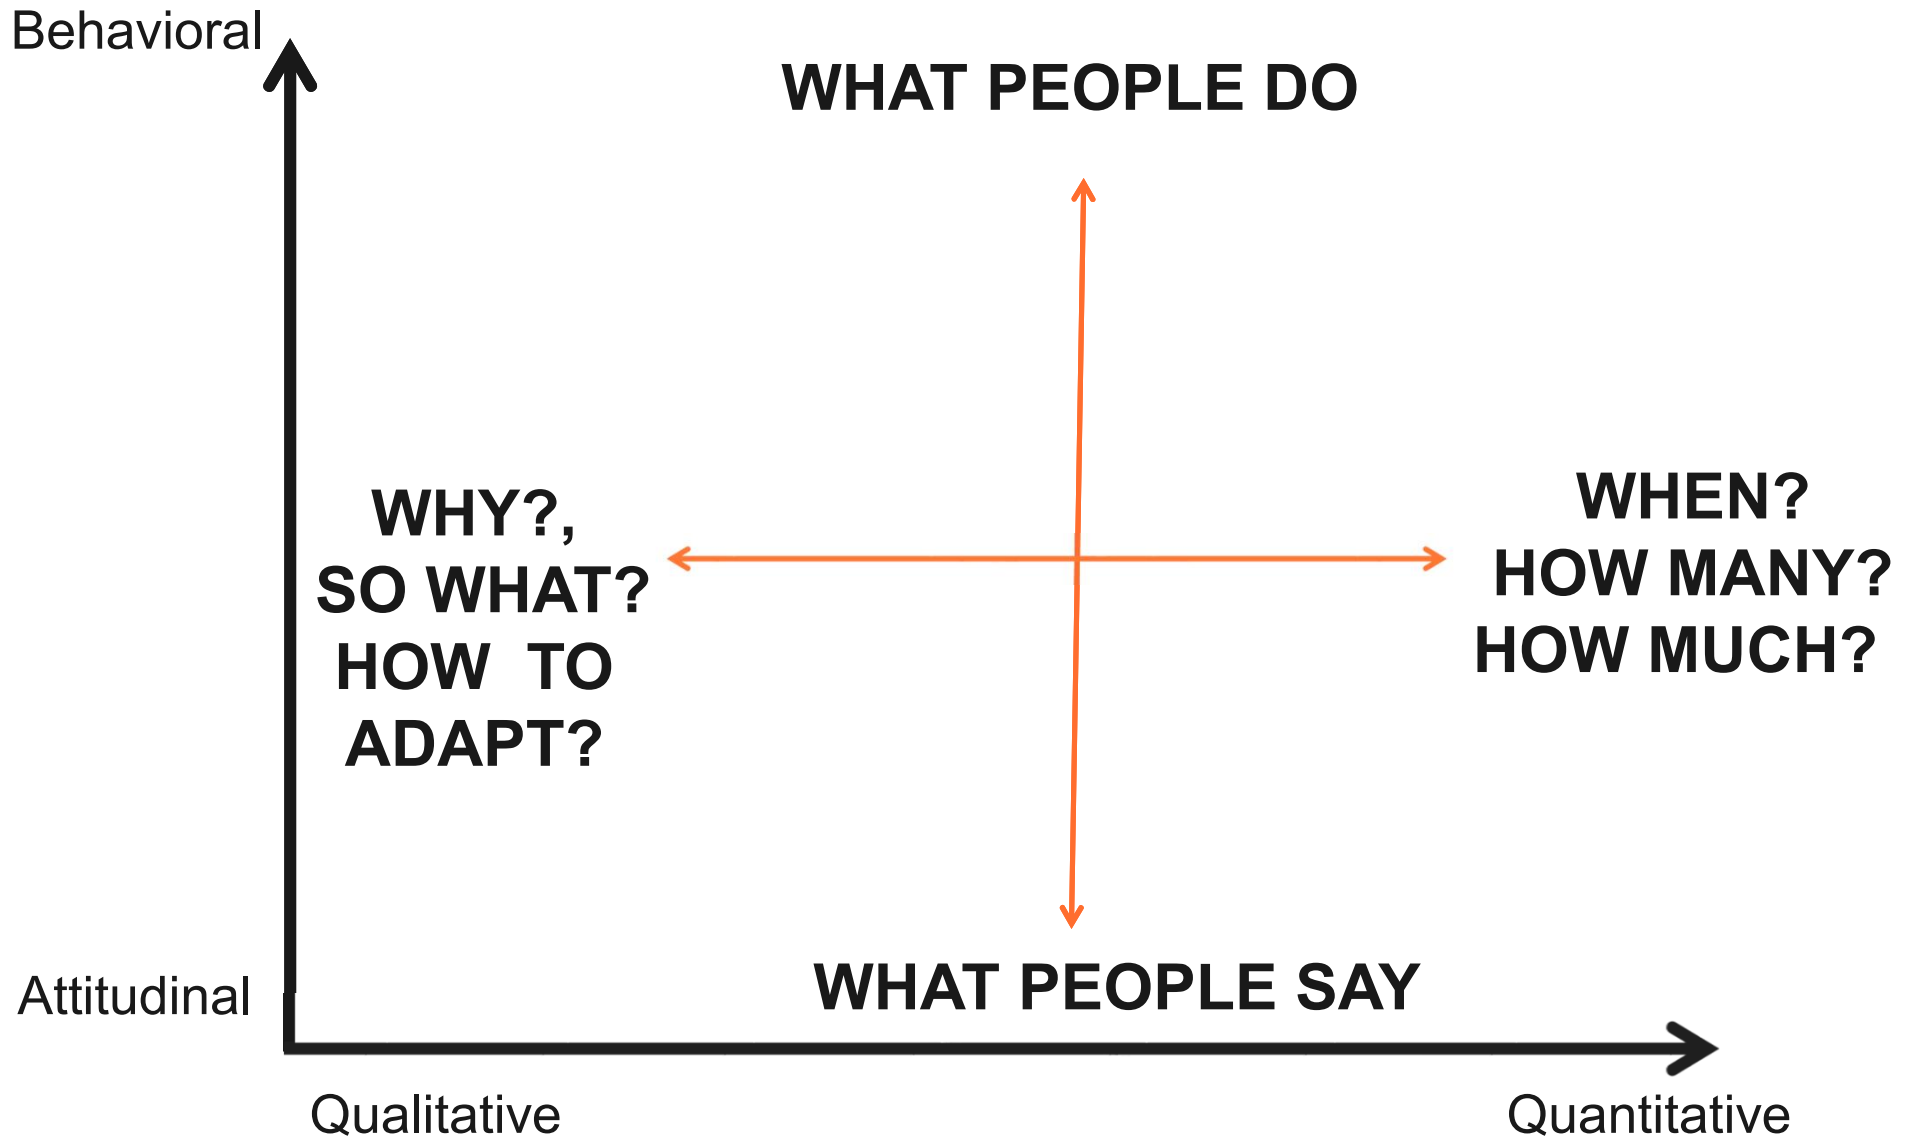 Behavioral
WHAT PEOPLE DO
WHY?,
SO WHAT?
HOW TO
ADAPT?
WHEN?
HOW MANY?
HOW MUCH?
Attitudinal
WHAT PEOPLE SAY
Qualitative
Quantitative